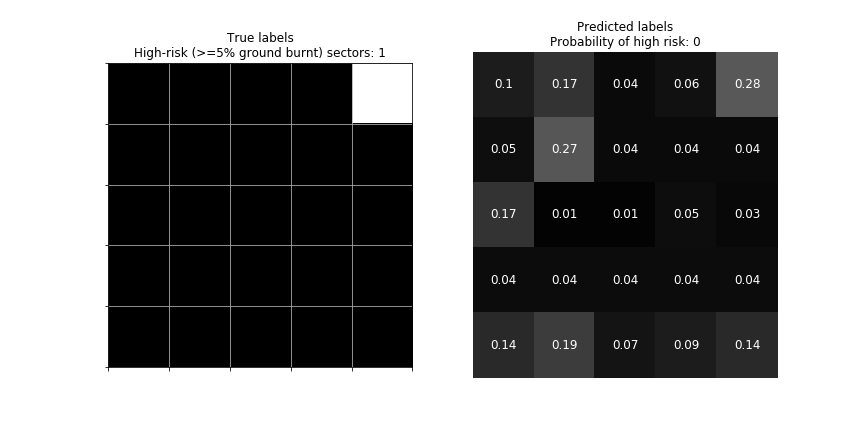 True labels
High-risk (>=5% ground burnt) sectors: 1
Predicted labels
Probability of high risk: 0
0.1 0.17 0.04 0.06 0.28
0.05 0.27 0.04 0.04 0.04
0.17 0.01 0.01 0.05 0.03
0.04 0.04 0.04 0.04 0.04
0.14 0.19 0.07 0.09 0.14